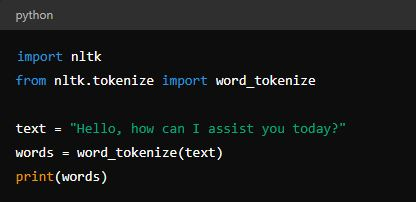 python
import nltk
from nltk.tokenize import word_tokenize
text = "Hello, how can I assist you today?"
words = word_tokenize(text)
print(words)